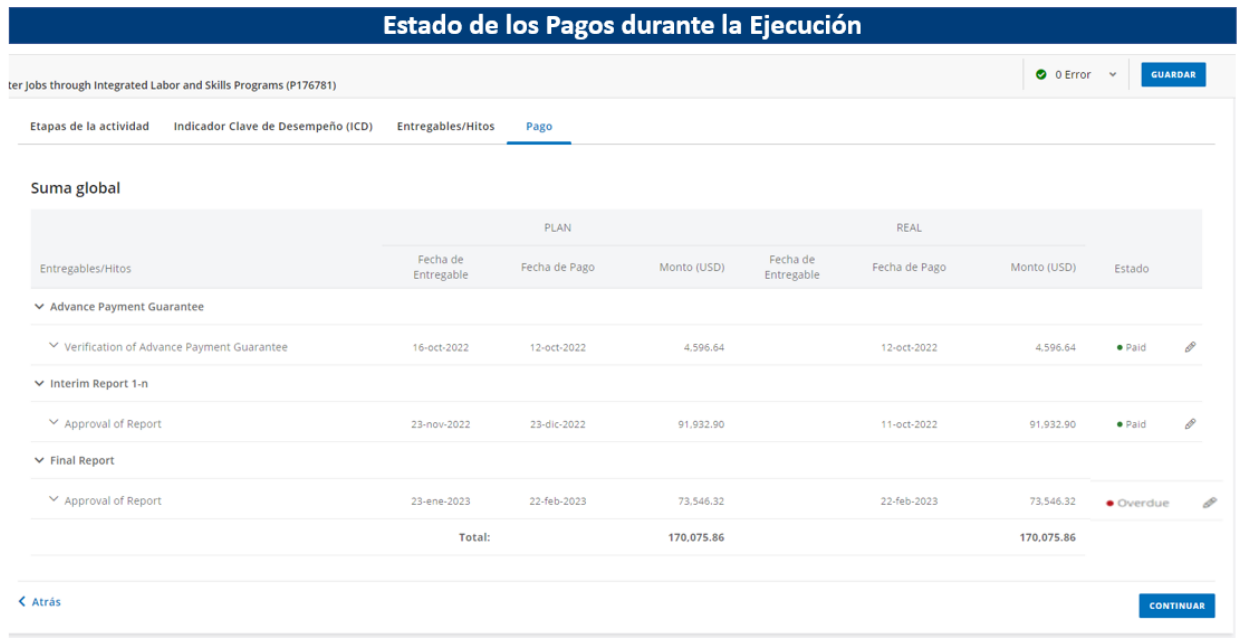 Estado de los Pagos durante la Ejecución
ter Jobs through Integrated Labor and Skills Programs (P176781)
0 Error
GUARDAR
Etapas de la actividad Indicador Clave de Desempeño (ICD) Entregables/Hitos Pago
Suma global
PLAN REAL
Entregables/Hitos Fecha de Entregable Fecha de Pago Monto (USD) Fecha de Entregable Fecha de Pago Monto (USD) Estado
Advance Payment Guarantee
Verification of Advance Payment Guarantee 16-oct-2022 12-oct-2022 4,596.64 12-oct-2022 4,596.64 Paid
Interim Report 1-n
Approval of Report 23-nov-2022 23-dic-2022 91,932.90 11-oct-2022 91,932.90 Paid
Final Report
Approval of Report 23-ene-2023 22-feb-2023 73,546.32 22-feb-2023 73,546.32 Overdue
Total: 170,075.86 170,075.86
Atrás
CONTINUAR